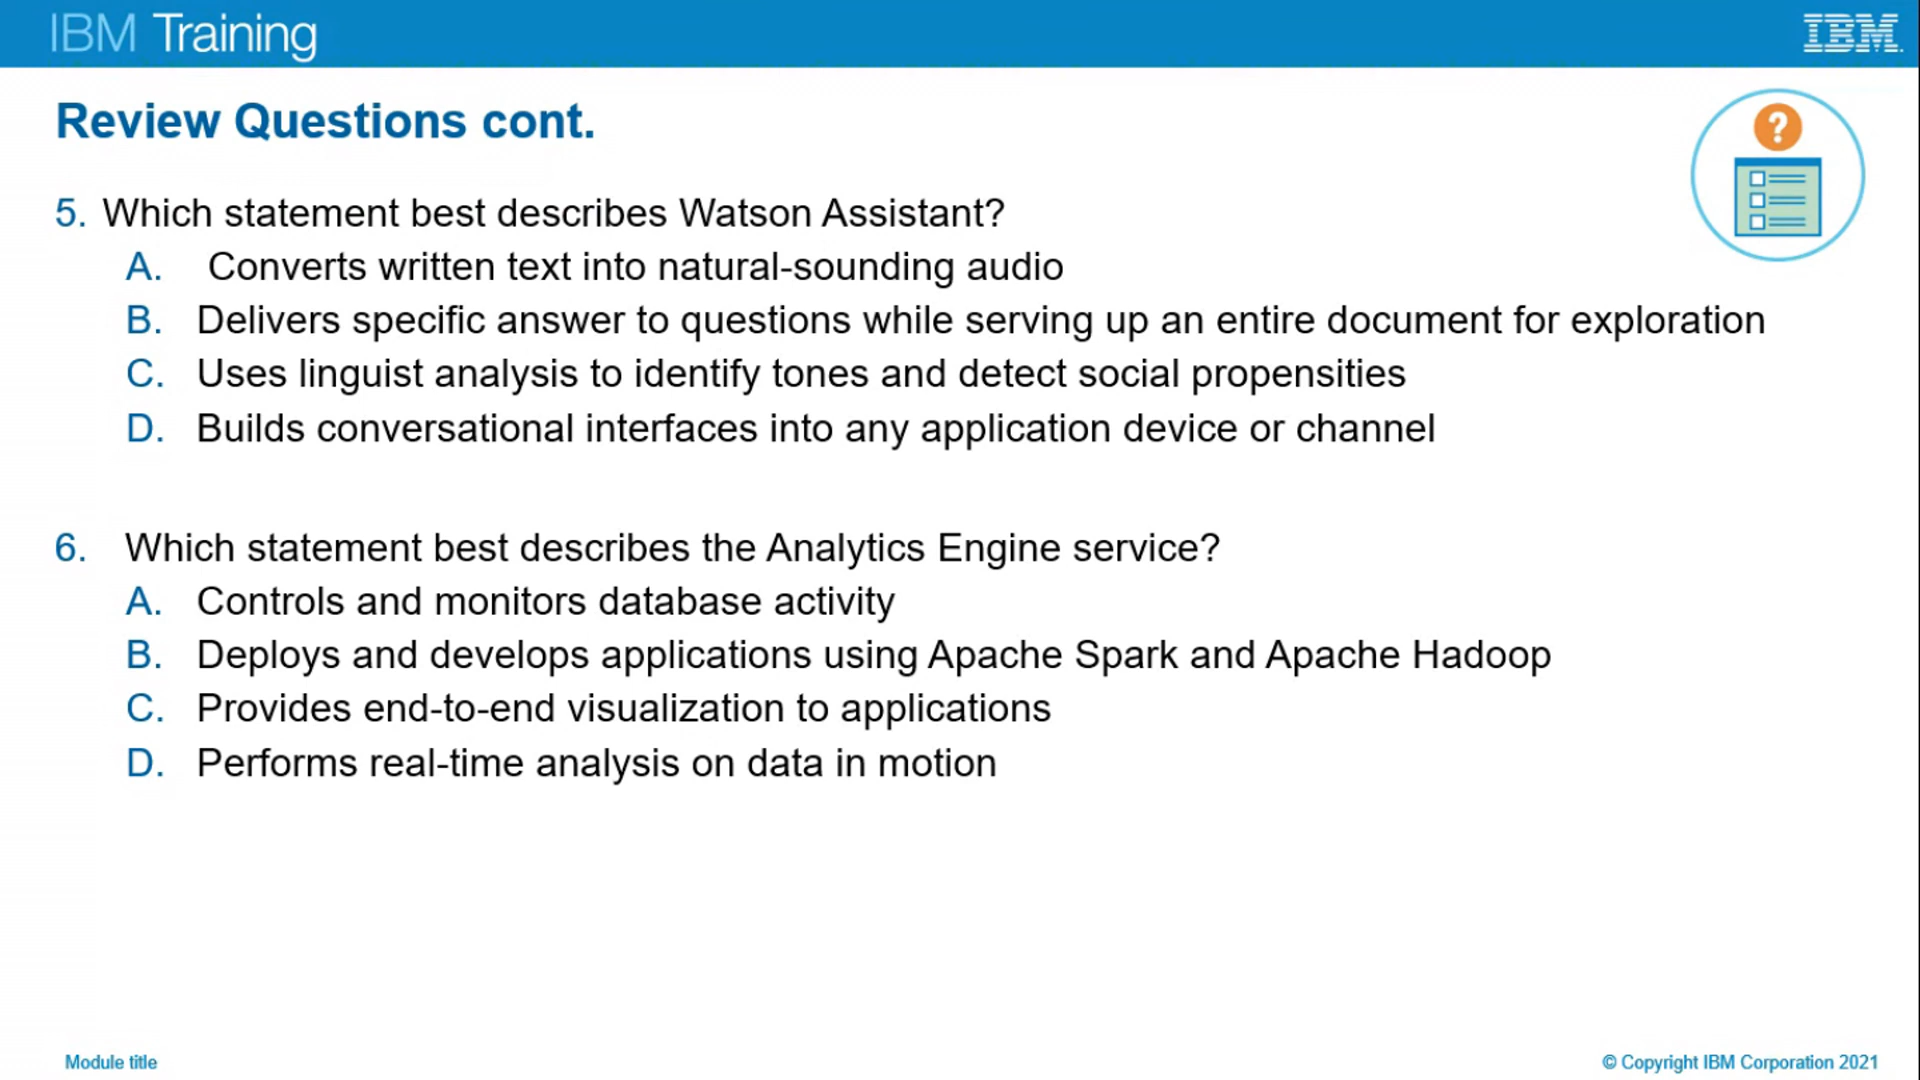 IBM Training
IBM.
Review Questions cont.
?
5. Which statement best describes Watson Assistant?
A. Converts written text into natural-sounding audio
B. Delivers specific answer to questions while serving up an entire document for exploration
C. Uses linguist analysis to identify tones and detect social propensities
D. Builds conversational interfaces into any application device or channel
6. Which statement best describes the Analytics Engine service?
A. Controls and monitors database activity
B. Deploys and develops applications using Apache Spark and Apache Hadoop
C. Provides end-to-end visualization to applications
D. Performs real-time analysis on data in motion
Module title
© Copyright IBM Corporation 2021